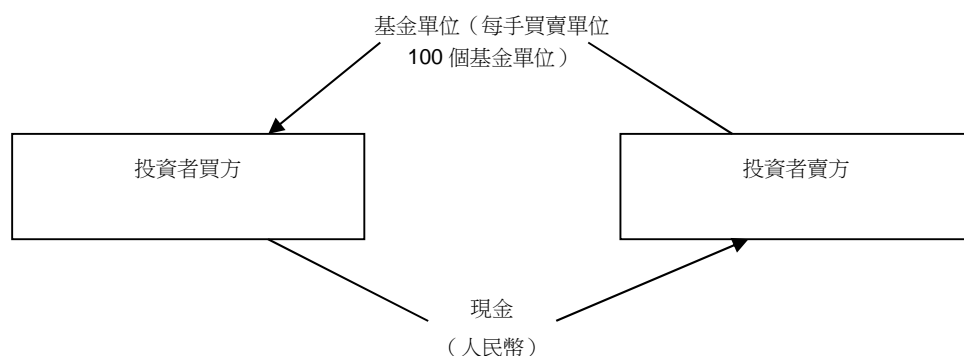 基金單位（每手買賣單位
100 個基金單位）
投資者買方
投資者賣方
現金
（人民幣）